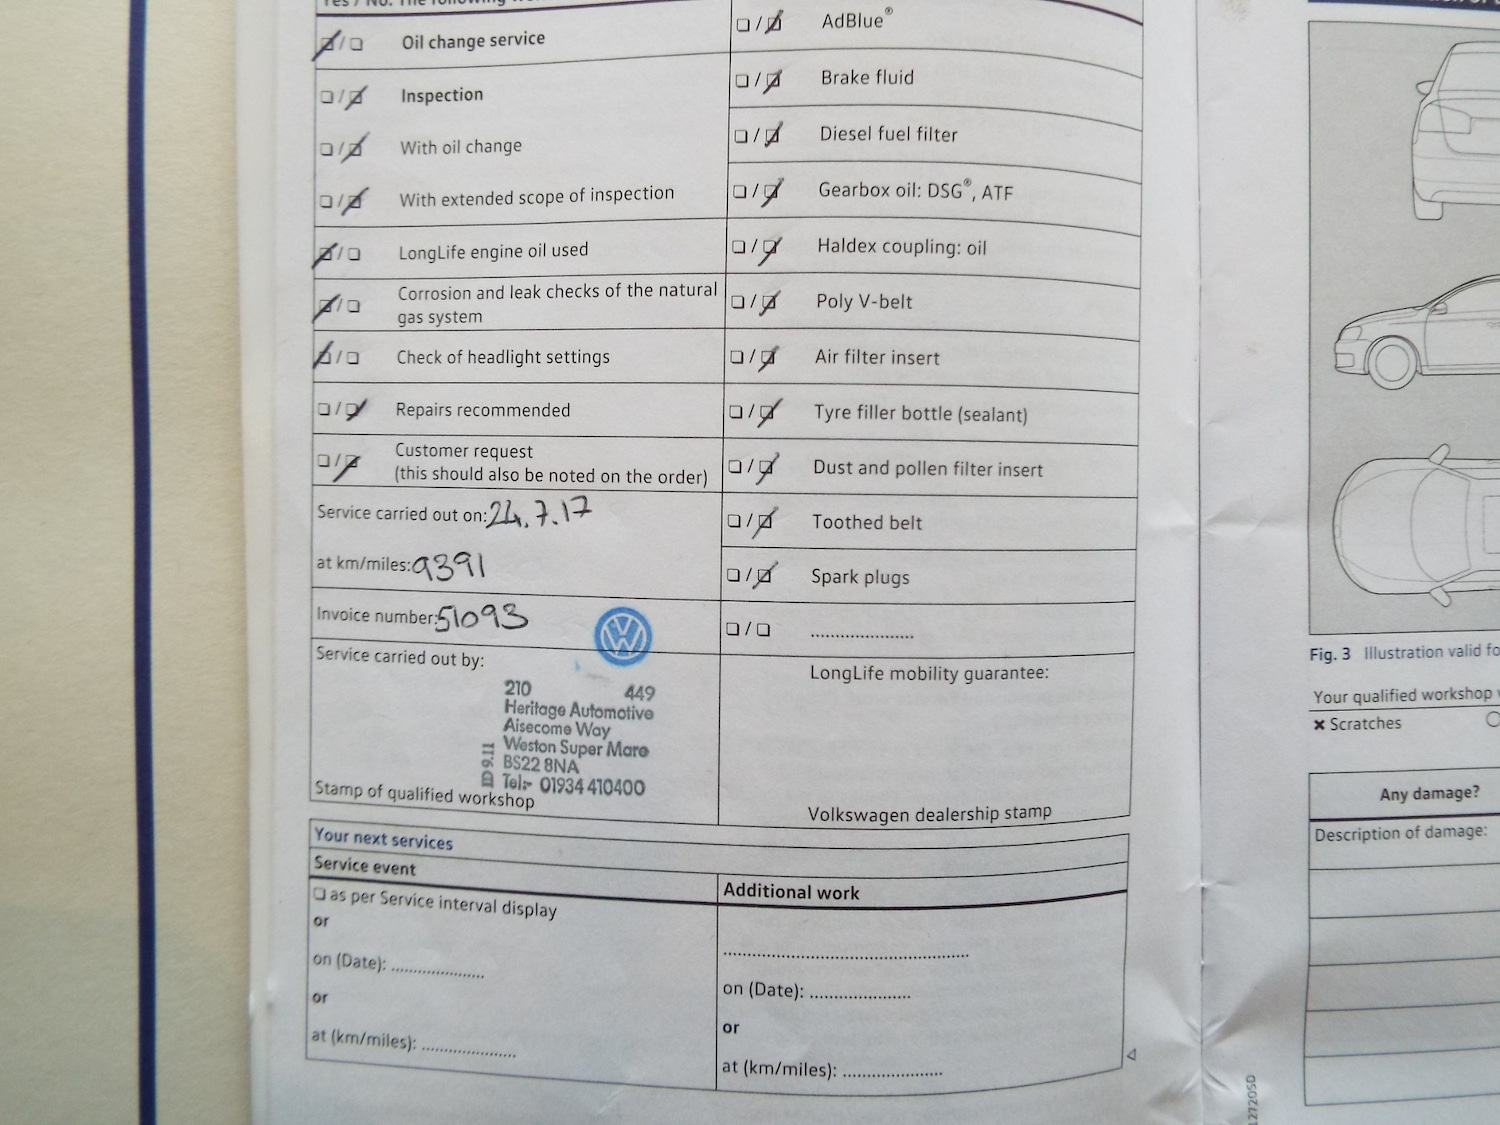 Oil change service
Inspection
With oil change
With extended scope of inspection
LongLife engine oil used
Corrosion and leak checks of the natural
gas system
Check of headlight settings
Repairs recommended
Customer request
(this should also be noted on the order)
Service carried out on: 24.7.17
at km/miles: 9391
Invoice number: 51093
Service carried out by:
210 449
Heritage Automotive
Aisecome Way
Weston Super Mare
BS22 8NA
Tel:- 01934 410400
Stamp of qualified workshop
AdBlue®
Brake fluid
Diesel fuel filter
Gearbox oil: DSG®, ATF
Haldex coupling: oil
Poly V-belt
Air filter insert
Tyre filler bottle (sealant)
Dust and pollen filter insert
Toothed belt
Spark plugs
....................
LongLife mobility guarantee:
Volkswagen dealership stamp
Your next services
Service event
as per Service interval display
or
on (Date): ..................
or
at (km/miles): ..................
Additional work
................................................
on (Date): ....................
or
at (km/miles): ....................
Fig. 3 Illustration valid fo
Your qualified workshop
× Scratches
Any damage?
Description of damage: